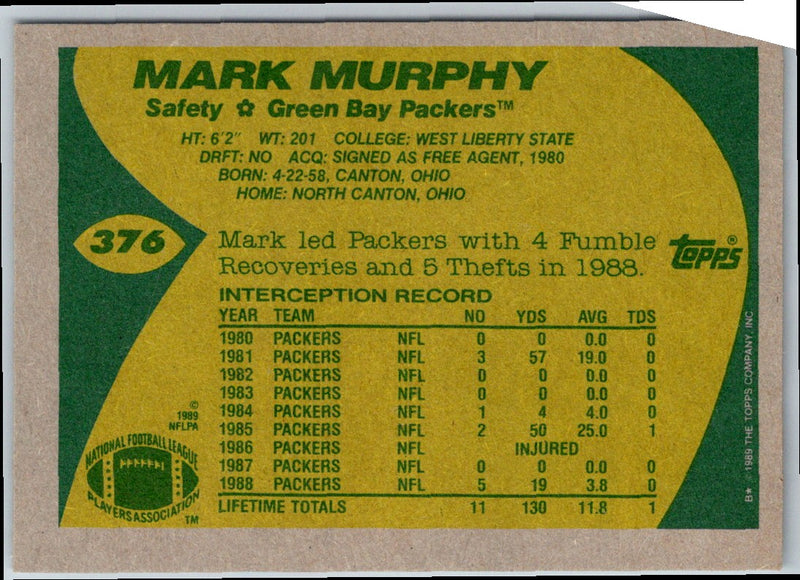 MARK MURPHY
Safety ✿ Green Bay Packers™
HT: 6'2" WT: 201 COLLEGE: WEST LIBERTY STATE
DRFT: NO ACQ: SIGNED AS FREE AGENT, 1980
BORN: 4-22-58, CANTON, OHIO
HOME: NORTH CANTON, OHIO
376
Mark led Packers with 4 Fumble
Recoveries and 5 Thefts in 1988.
TOPPS®
INTERCEPTION RECORD
YEAR TEAM NO YDS AVG TDS
1980 PACKERS NFL 0 0 0.0 0
1981 PACKERS NFL 3 57 19.0 0
1982 PACKERS NFL 0 0 0.0 0
1983 PACKERS NFL 0 0 0.0 0
1984 PACKERS NFL 1 4 4.0 0
1985 PACKERS NFL 2 50 25.0 1
1986 PACKERS NFL INJURED
1987 PACKERS NFL 0 0 0.0 0
1988 PACKERS NFL 5 19 3.8 0
LIFETIME TOTALS 11 130 11.8 1
©
1989
NFLPA
NATIONAL FOOTBALL LEAGUE
PLAYERS ASSOCIATION
TM
B* ©1989 THE TOPPS COMPANY, INC.